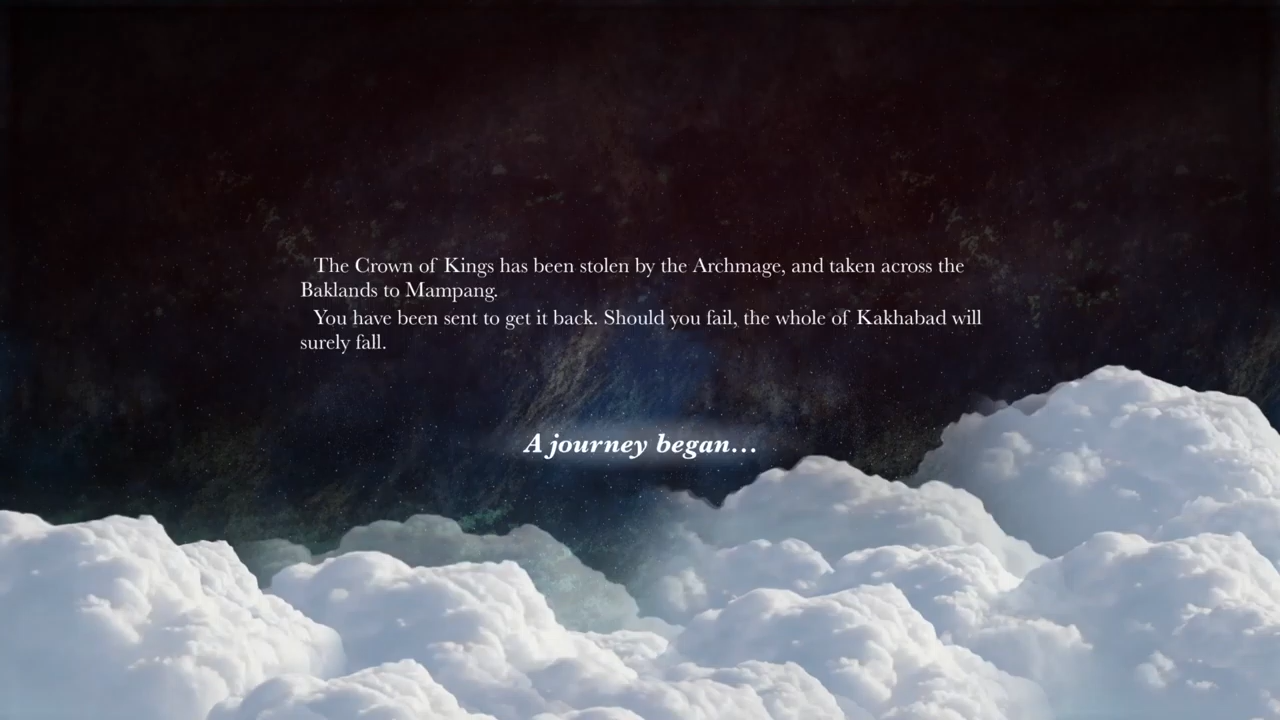 The Crown of Kings has been stolen by the Archmage, and taken across the
Baklands to Mampang.
You have been sent to get it back. Should you fail, the whole of Kakhabad will
surely fall.
A journey began...